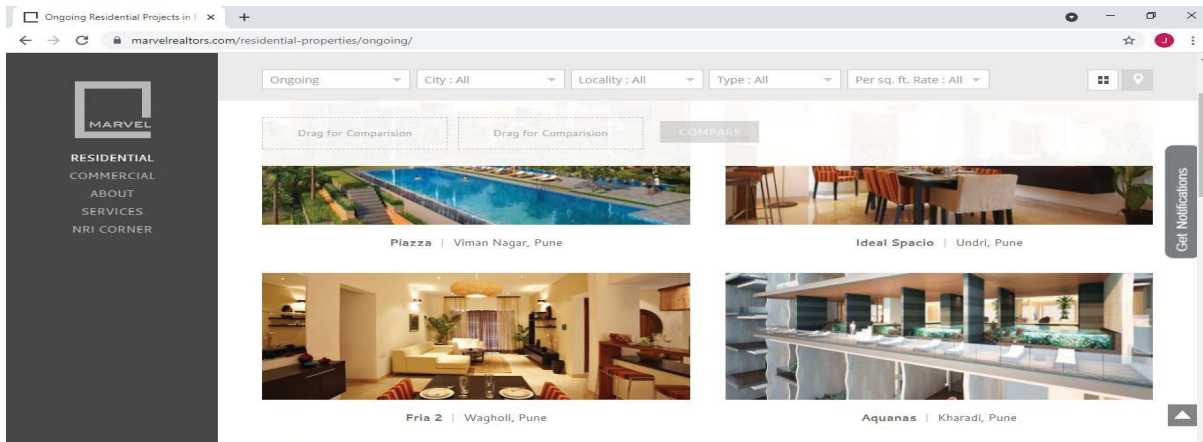 Ongoing Residential Projects in P
marvelrealtors.com/residential-properties/ongoing/
J
MARVEL
RESIDENTIAL
COMMERCIAL
ABOUT
SERVICES
NRI CORNER
Ongoing City : All Locality : All Type : All Per sq. ft. Rate : All
Drag for Comparision Drag for Comparision COMPARE
Piazza | Viman Nagar, Pune
Ideal Spacio | Undri, Pune
Fria 2 | Wagholi, Pune
Aquanas | Kharadi, Pune
Get Notifications